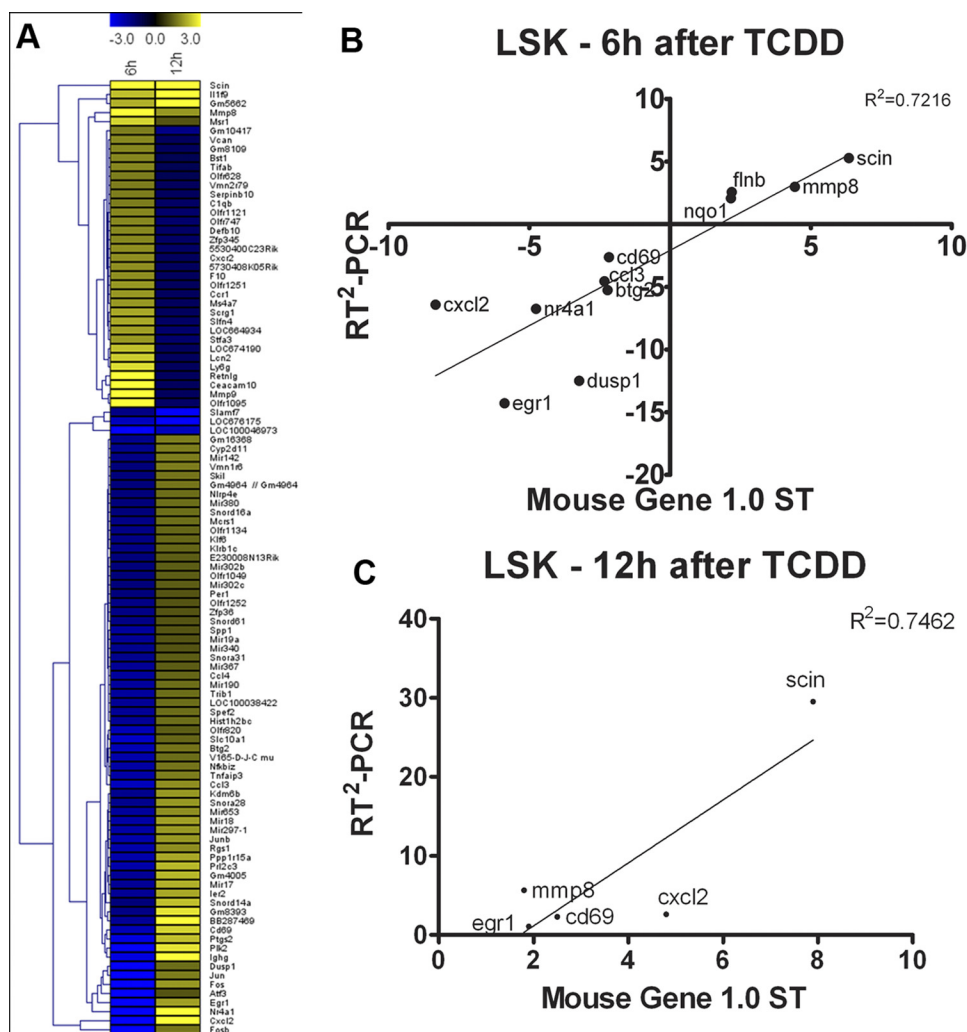 A
-3.0 0.0 3.0
6h 12h
Scin
Il1f9
Gm5662
Mmp8
Msr1
Gm10417
Vcan
Gm8109
Bst1
Tifab
Olfr628
Vmn2r79
Serpinb10
C1qb
Olfr1121
Olfr747
Defb10
Zfp345
5530400C23Rik
Cxcr2
5730408K05Rik
F10
Olfr1251
Ccr1
Ms4a7
Scrg1
Slfn4
LOC664934
Stfa3
LOC674190
Lcn2
Ly6g
Retnlg
Ceacam10
Mmp9
Olfr1095
Slamf7
LOC676175
LOC100046973
Gm16368
Cyp2d11
Mir142
Vmn1r6
Skil
Gm4964 // Gm4964
Nlrp4e
Mir380
Snord16a
Mcrs1
Olfr1134
Klf6
Klrb1c
E230008N13Rik
Mir302b
Olfr1049
Mir302c
Per1
Olfr1252
Zfp36
Snord61
Spp1
Mir19a
Mir340
Snora31
Mir367
Ccl4
Mir190
Trib1
LOC100038422
Spef2
Hist1h2bc
Olfr820
Slc10a1
Btg2
V165-D-J-C mu
Nfkbiz
Tnfaip3
Ccl3
Kdm6b
Snora28
Mir653
Mir18
Mir297-1
Junb
Rgs1
Ppp1r15a
Prl2c3
Gm4005
Mir17
Ier2
Snord14a
Gm8393
BB287469
Cd69
Ptgs2
Plk2
Ighg
Dusp1
Jun
Fos
Atf3
Egr1
Nr4a1
Cxcl2
Fosb
B
LSK - 6h after TCDD
R²=0.7216
10
5
-5
-10
-15
-20
-10 -5 5 10
scin
mmp8
flnb
nqo1
cd69
ccl3
btg2
cxcl2
nr4a1
dusp1
egr1
RT²-PCR
Mouse Gene 1.0 ST
C
LSK - 12h after TCDD
R²=0.7462
40
30
20
10
0
0 2 4 6 8 10
scin
mmp8
cxcl2
cd69
egr1
RT²-PCR
Mouse Gene 1.0 ST